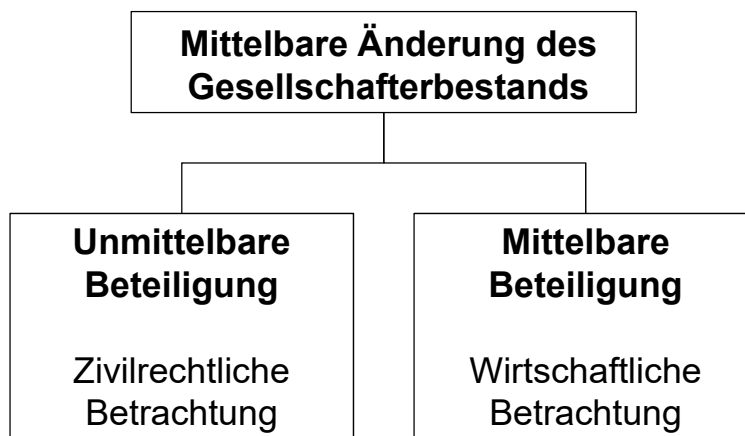 Mittelbare Änderung des
Gesellschafterbestands
Unmittelbare
Beteiligung
Zivilrechtliche
Betrachtung
Mittelbare
Beteiligung
Wirtschaftliche
Betrachtung